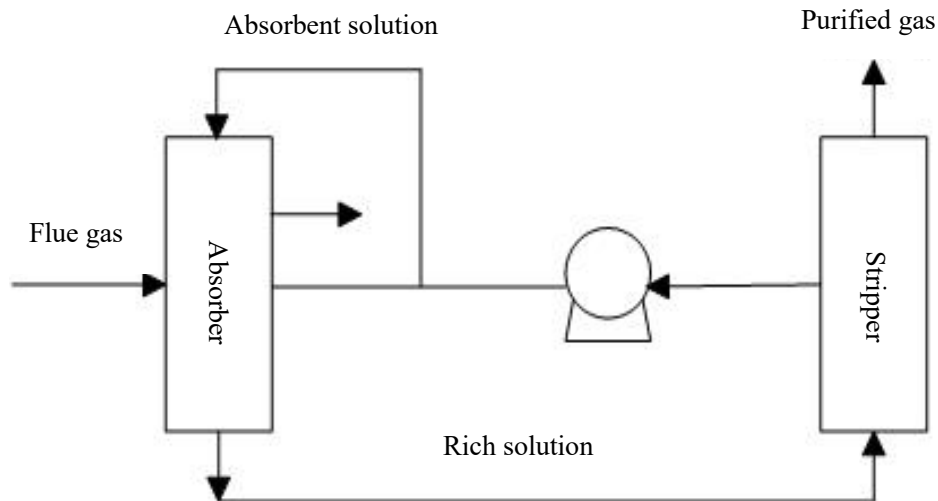 Absorbent solution
Purified gas
Flue gas
Absorber
Stripper
Rich solution